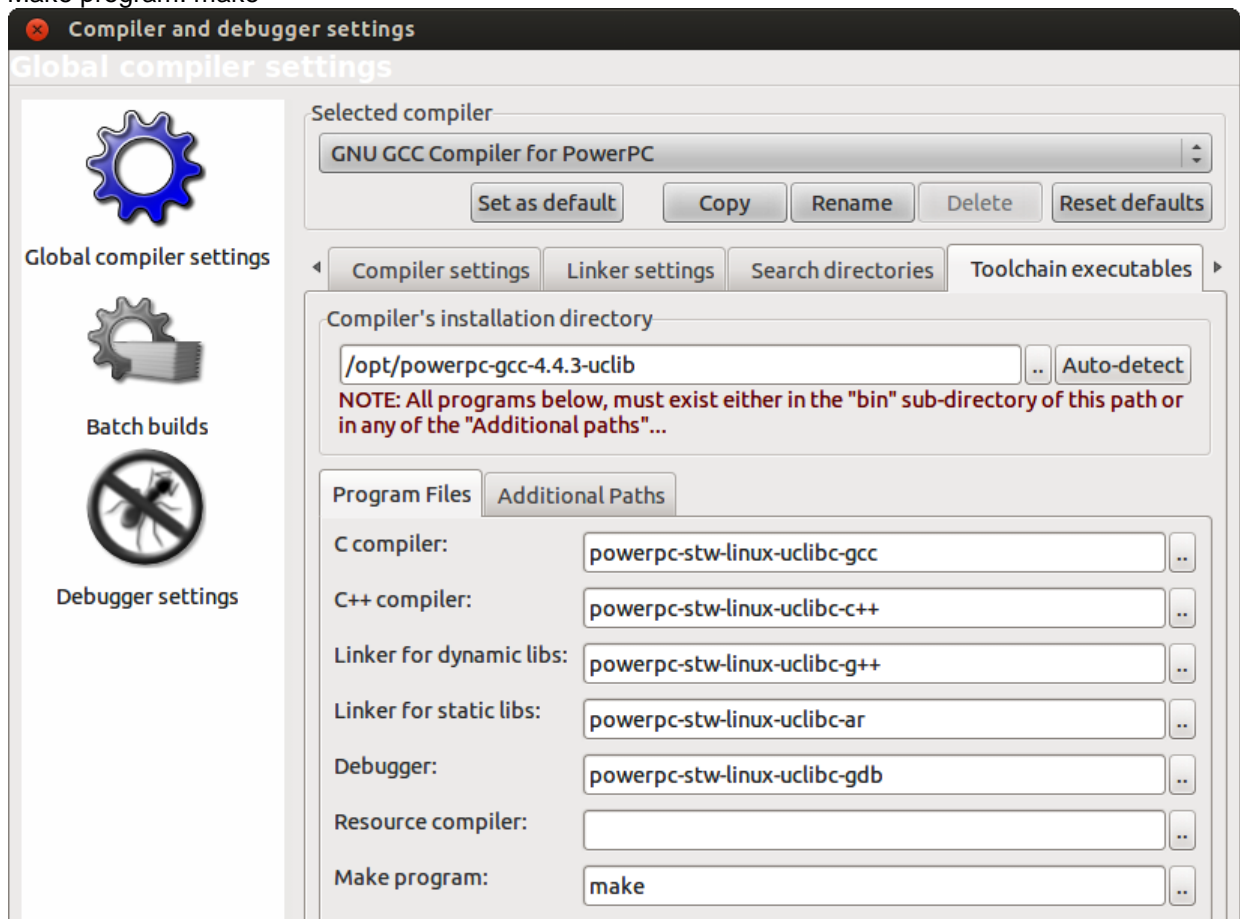 Make program: make
Compiler and debugger settings
Global compiler settings
Selected compiler
GNU GCC Compiler for PowerPC
Set as default Copy Rename Delete Reset defaults
Global compiler settings
Compiler settings Linker settings Search directories Toolchain executables
Compiler's installation directory
/opt/powerpc-gcc-4.4.3-uclib .. Auto-detect
NOTE: All programs below, must exist either in the "bin" sub-directory of this path or
in any of the "Additional paths"...
Batch builds
Program Files Additional Paths
C compiler: powerpc-stw-linux-uclibc-gcc ..
Debugger settings
C++ compiler: powerpc-stw-linux-uclibc-c++ ..
Linker for dynamic libs: powerpc-stw-linux-uclibc-g++ ..
Linker for static libs: powerpc-stw-linux-uclibc-ar ..
Debugger: powerpc-stw-linux-uclibc-gdb ..
Resource compiler: ..
Make program: make ..